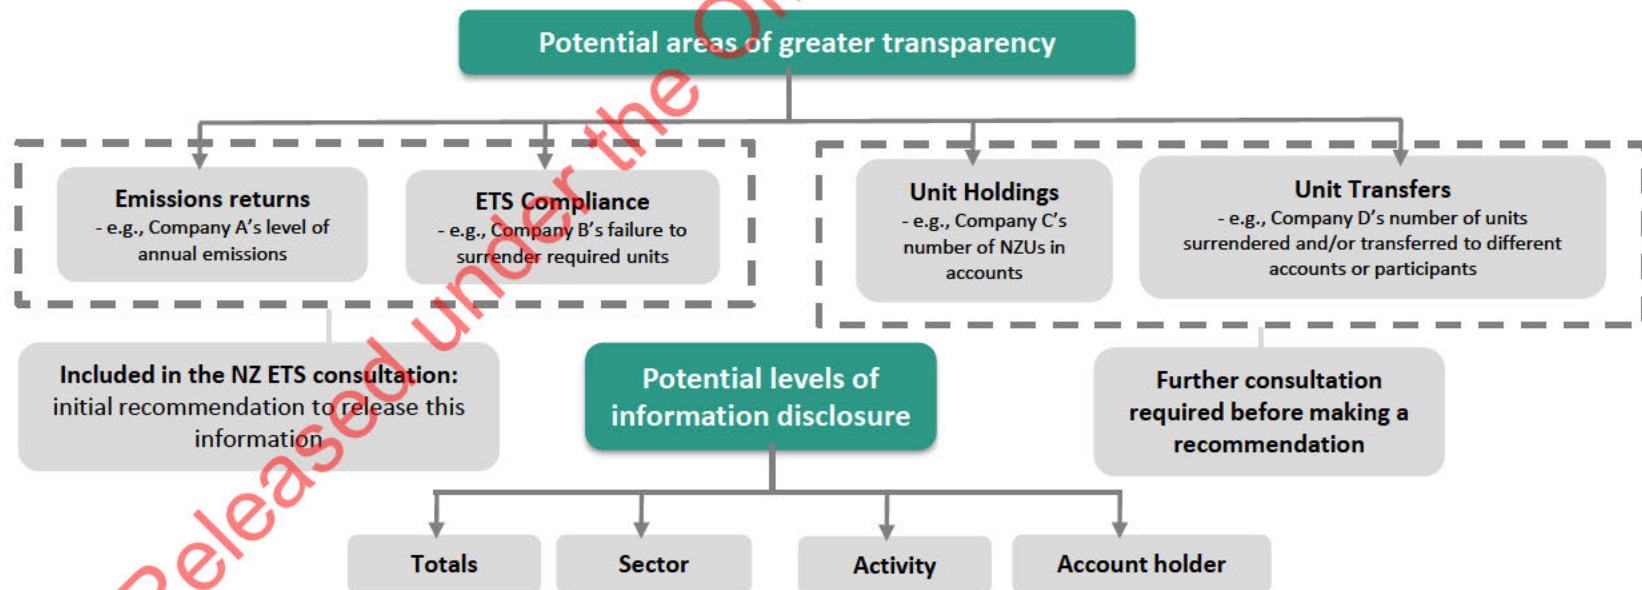 Potential areas of greater transparency
Emissions returns
- e.g., Company A's level of
annual emissions
ETS Compliance
- e.g., Company B's failure to
surrender required units
Unit Holdings
- e.g., Company C's
number of NZUs in
accounts
Unit Transfers
- e.g., Company D's number of units
surrendered and/or transferred to different
accounts or participants
Included in the NZ ETS consultation:
initial recommendation to release this
information
Potential levels of
information disclosure
Further consultation
required before making a
recommendation
Totals
Sector
Activity
Account holder
Released under the